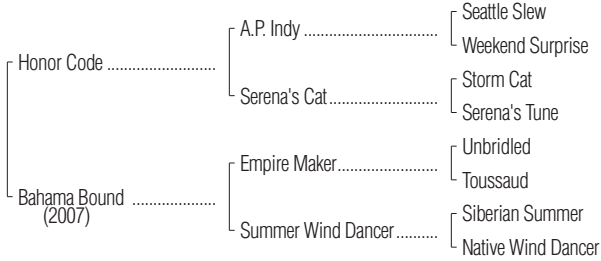 Seattle Slew
A.P. Indy ............................
Weekend Surprise
Honor Code .......................
Storm Cat
Serena's Cat.......................
Serena's Tune
Unbridled
Empire Maker.....................
Toussaud
Bahama Bound ..................
(2007)
Siberian Summer
Summer Wind Dancer.........
Native Wind Dancer